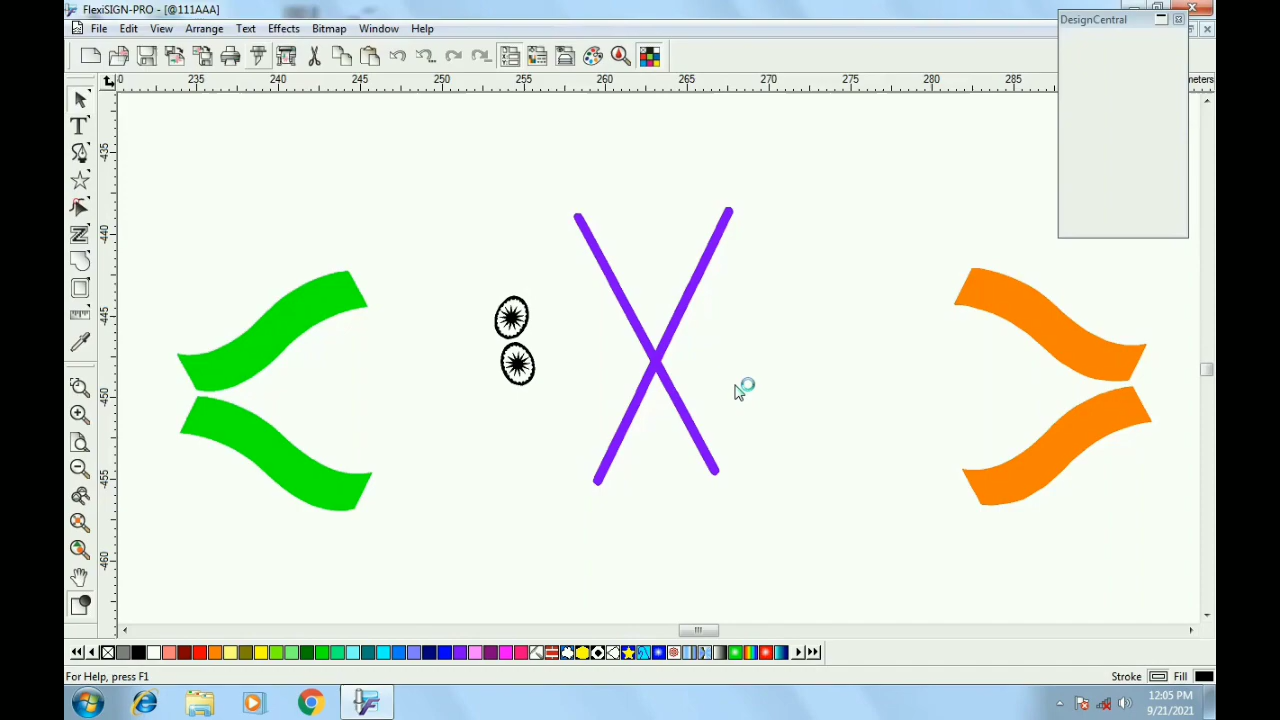 FlexiSIGN-PRO - [@111AAA]
DesignCentral
File Edit View Arrange Text Effects Bitmap Window Help
235 240 245 250 255 260 265 270 275 280 285
435
440
445
450
455
460
For Help, press F1
Stroke Fill
12:05 PM
9/21/2021